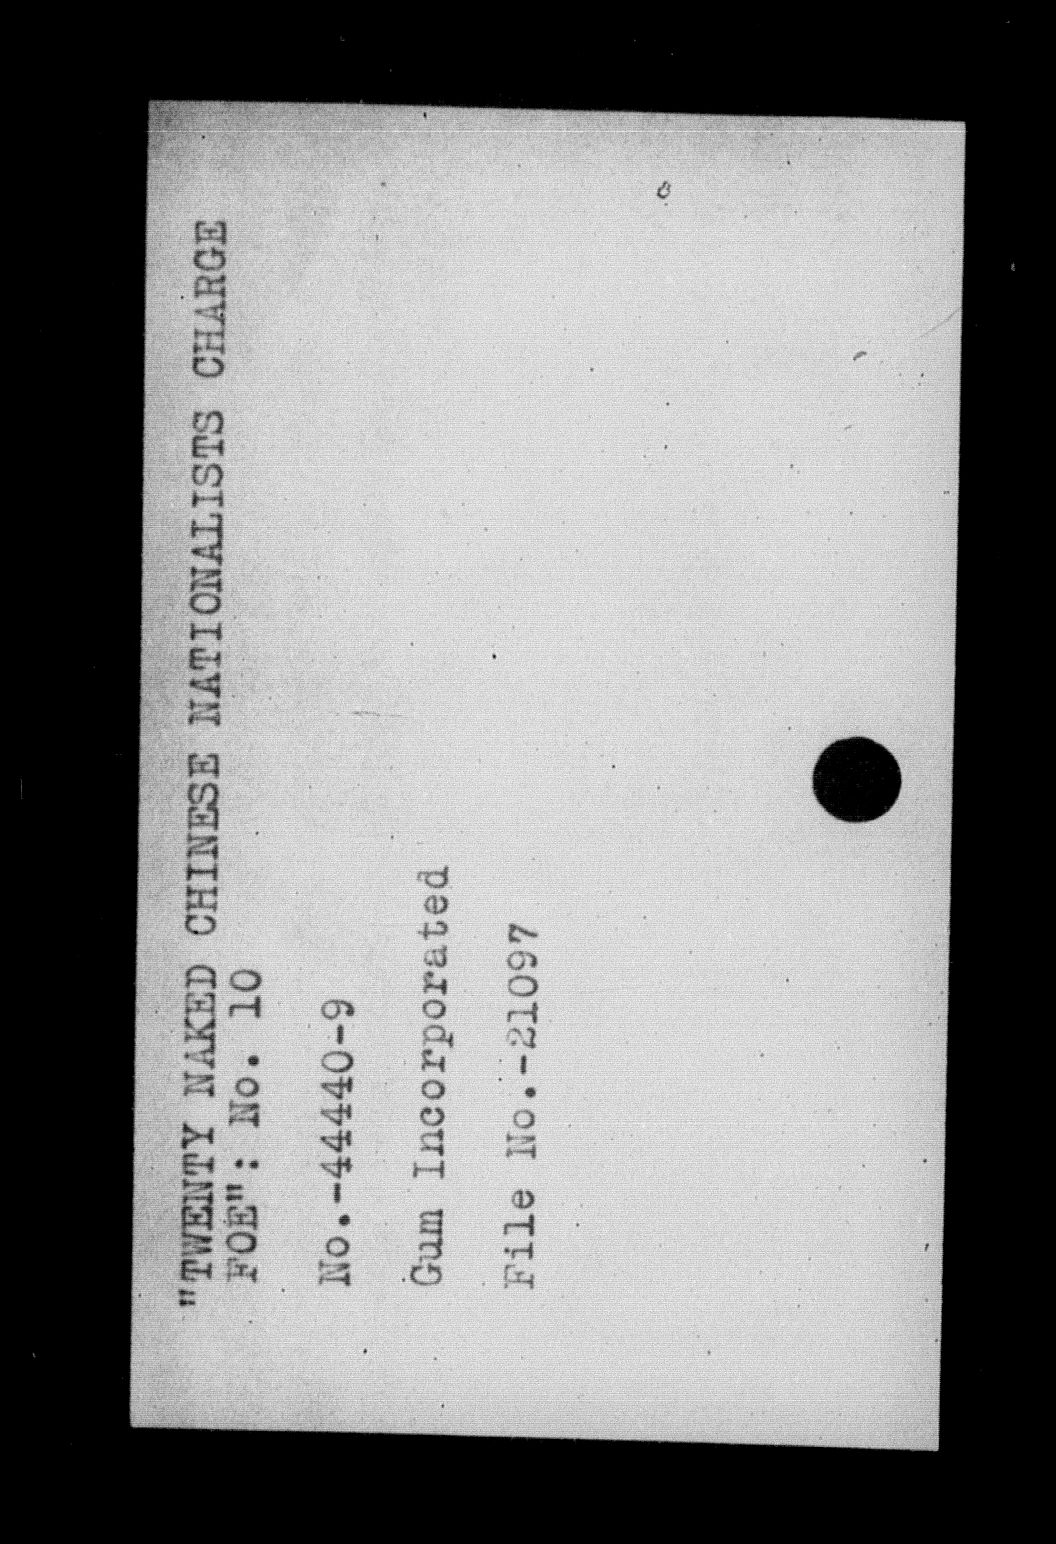 "TWENTY NAKED CHINESE NATIONALISTS CHARGE
FOE": No. 10
No.-44440-9
Gum Incorporated
File No.-21097